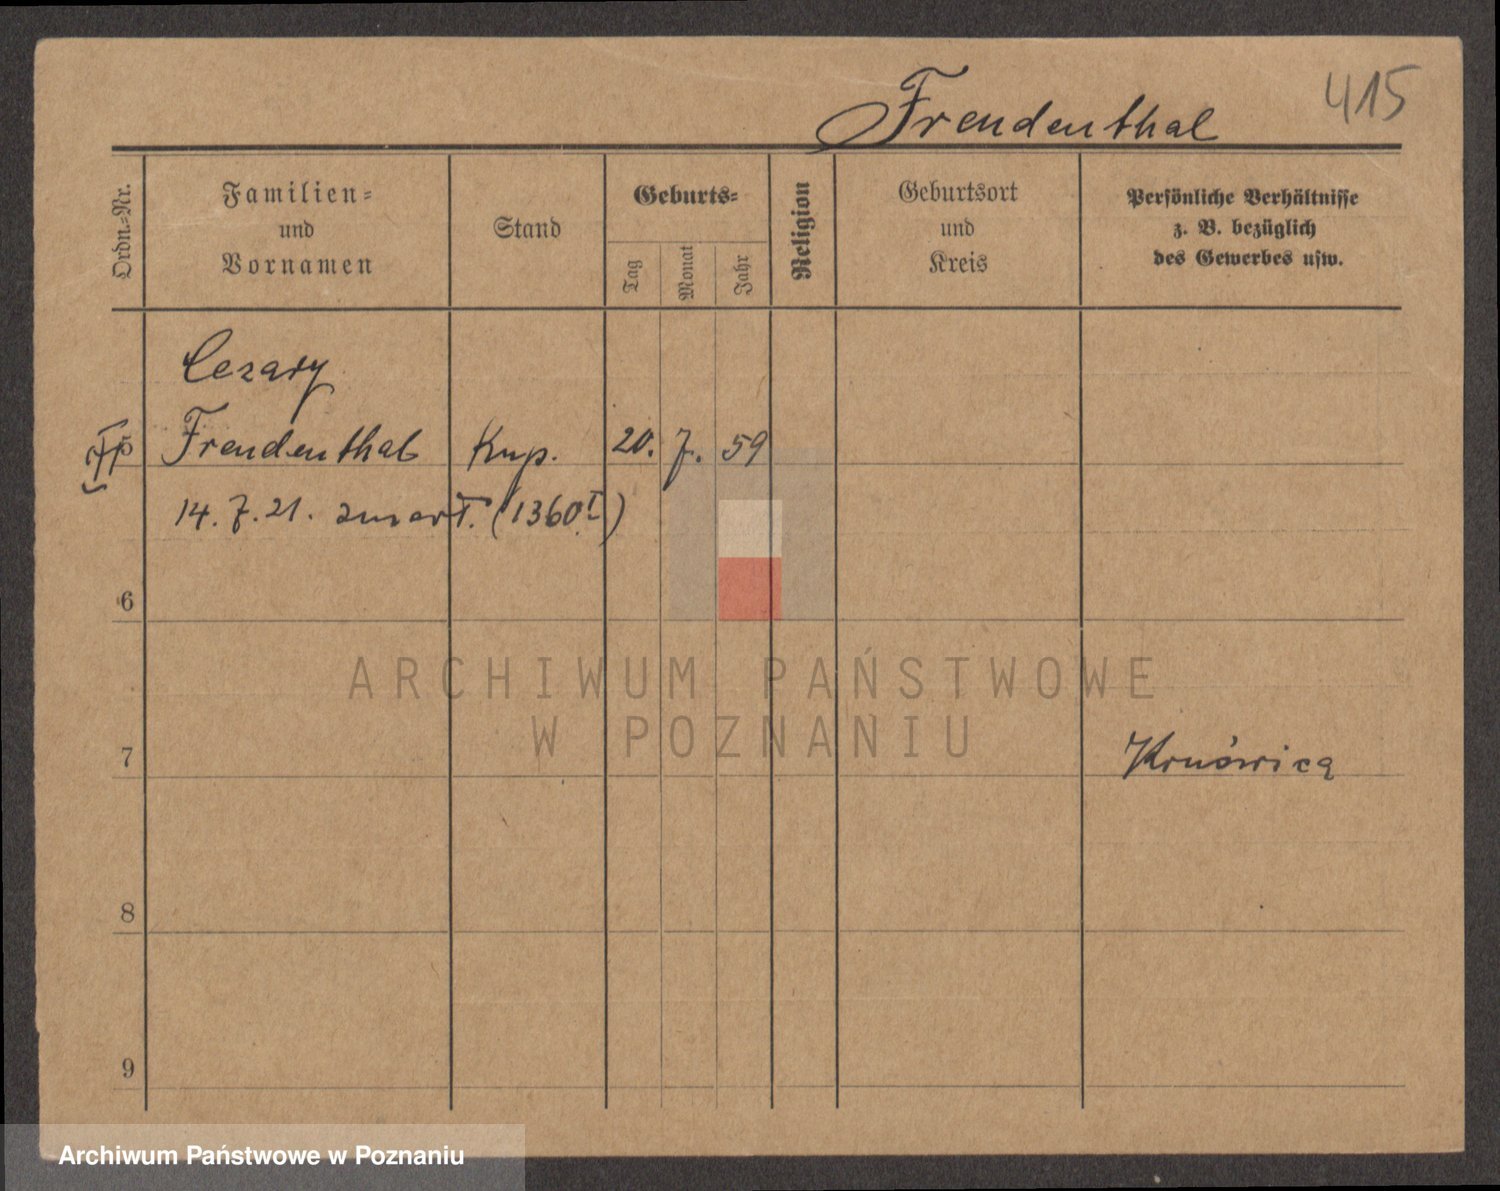 Freudenthal
415
Ordn.-Nr.
Familien-
und
Vornamen
Stand
Geburts-
Tag
Monat
Jahr
Religion
Geburtsort
und
Kreis
Persönliche Verhältnisse
z. B. bezüglich
des Gewerbes usw.
Cezary
5 Freudenthal Kup. 20. 7. 59
14. 7. 21. zmarł. (1360 I)
6
ARCHIWUM PAŃSTWOWE
W POZNANIU
7
8
9
Archiwum Państwowe w Poznaniu